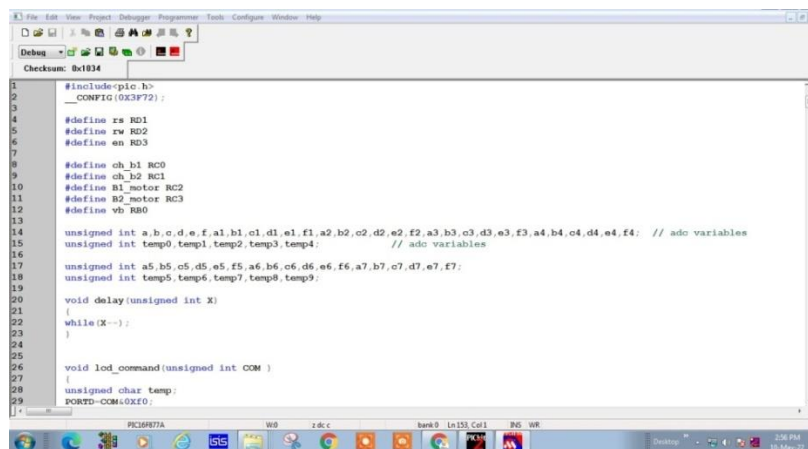 File Edit View Project Debugger Programmer Tools Configure Window Help
Debug
Checksum: 0x1034
1 #include<pic.h>
2 __CONFIG(0X3F72);
3
4 #define rs RD1
5 #define rw RD2
6 #define en RD3
7
8 #define ch_b1 RC0
9 #define ch_b2 RC1
10 #define B1_motor RC2
11 #define B2_motor RC3
12 #define vb RB0
13
14 unsigned int a,b,c,d,e,f,a1,b1,c1,d1,e1,f1,a2,b2,c2,d2,e2,f2,a3,b3,c3,d3,e3,f3,a4,b4,c4,d4,e4,f4; // adc variables
15 unsigned int temp0,temp1,temp2,temp3,temp4; // adc variables
16
17 unsigned int a5,b5,c5,d5,e5,f5,a6,b6,c6,d6,e6,f6,a7,b7,c7,d7,e7,f7;
18 unsigned int temp5,temp6,temp7,temp8,temp9;
19
20 void delay(unsigned int X)
21 {
22 while(X--);
23 }
24
25
26 void lcd_command(unsigned int COM )
27 {
28 unsigned char temp;
29 PORTD=COM&0Xf0;
PIC16F877A W:0 z dc c bank 0 Ln 153, Col 1 INS WR
isis Desktop 2:56 PM
10-May-22